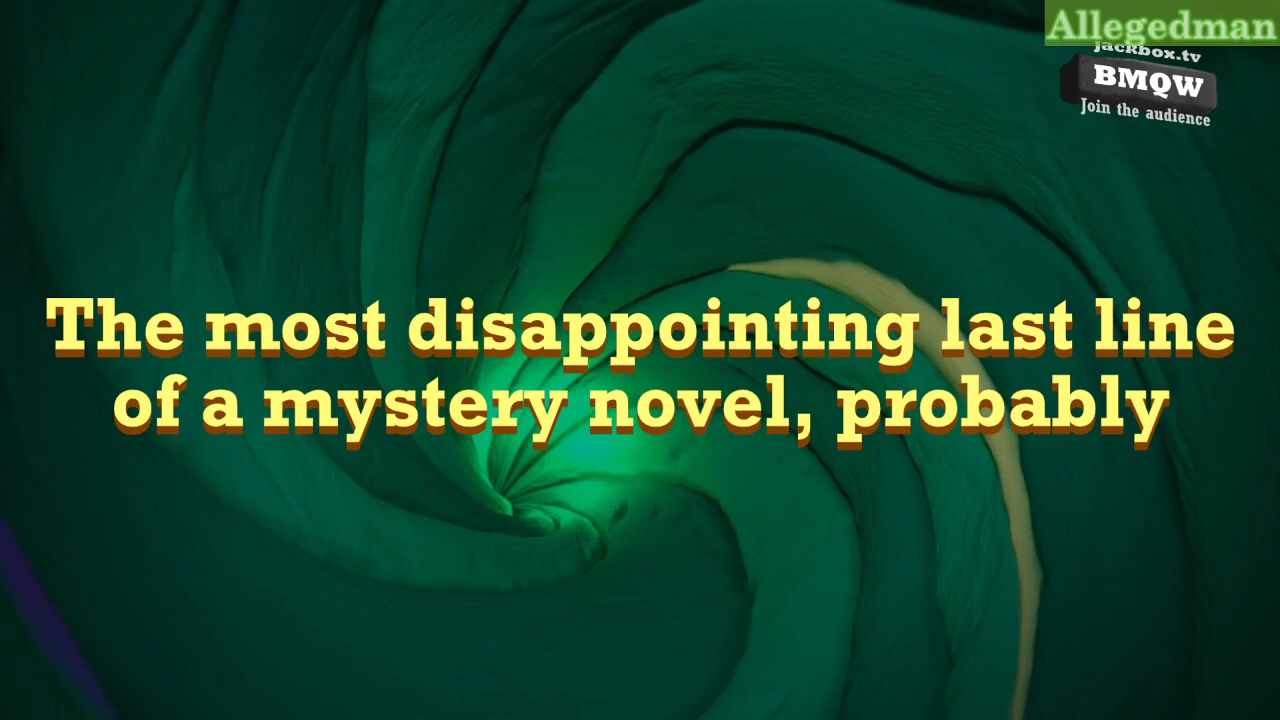 Allegedman
jackbox.tv
BMQW
Join the audience
The most disappointing last line
of a mystery novel, probably